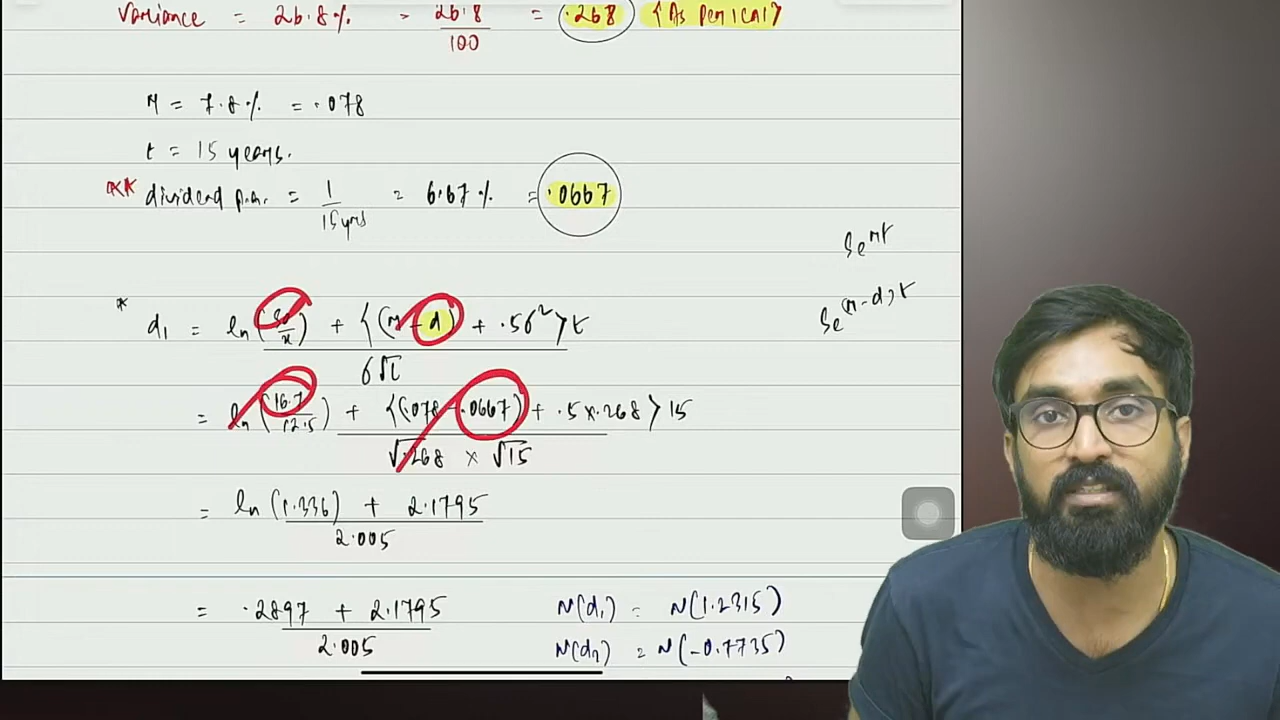 Variance = 26.8% = 26.8/100 = .268 {As per ICAI}
r = 7.8% = .078
t = 15 years.
** dividend p.a. = 1/15yrs = 6.67% = .0667
Se^rt
Se^(r-d)t
* d₁ = ln(S₀/x) + {(r - d) + .5σ²}t
σ√t
= ln(16.7/12.5) + {(.078 - .0667) + .5×.268}15
√.268 × √15
= ln(1.336) + 2.1795
2.005
= .2897 + 2.1795
2.005
N(d₁) = N(1.2315)
N(d₂) = N(-0.7735)